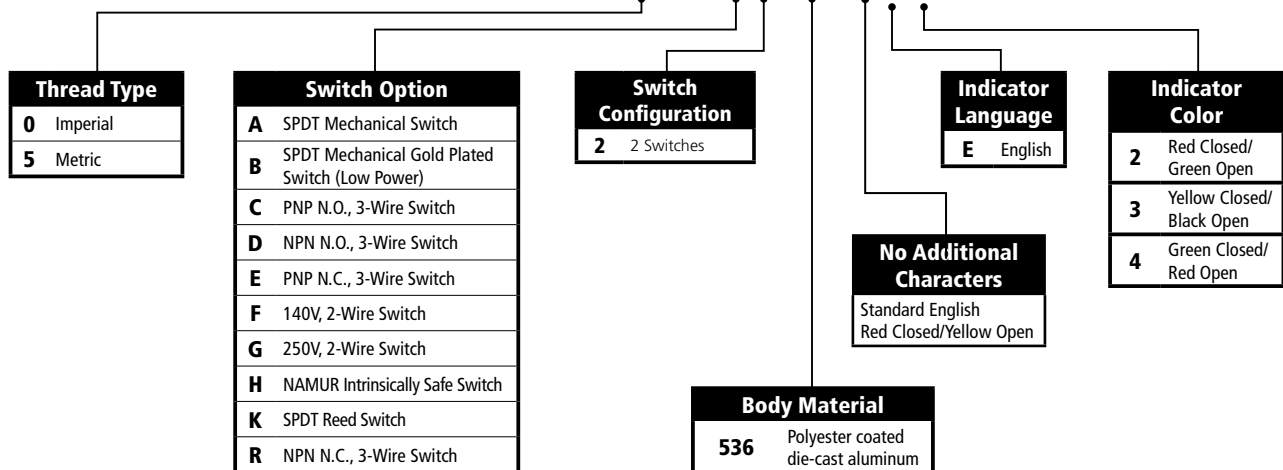 Thread Type
0 Imperial
5 Metric
Switch Option
A SPDT Mechanical Switch
B SPDT Mechanical Gold Plated
Switch (Low Power)
C PNP N.O., 3-Wire Switch
D NPN N.O., 3-Wire Switch
E PNP N.C., 3-Wire Switch
F 140V, 2-Wire Switch
G 250V, 2-Wire Switch
H NAMUR Intrinsically Safe Switch
K SPDT Reed Switch
R NPN N.C., 3-Wire Switch
Switch
Configuration
2 2 Switches
Body Material
536 Polyester coated
die-cast aluminum
No Additional
Characters
Standard English
Red Closed/Yellow Open
Indicator
Language
E English
Indicator
Color
2 Red Closed/
Green Open
3 Yellow Closed/
Black Open
4 Green Closed/
Red Open